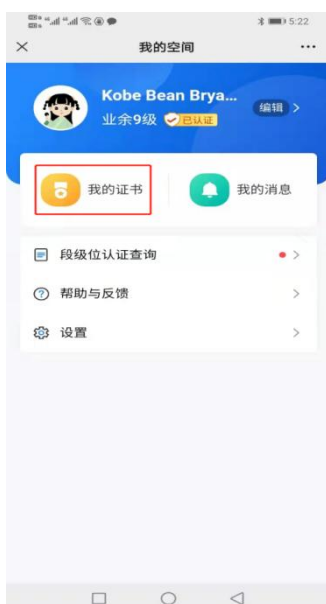 5:22
我的空间
Kobe Bean Brya...
编辑
业余9级 已认证
我的证书
我的消息
段级位认证查询
帮助与反馈
设置